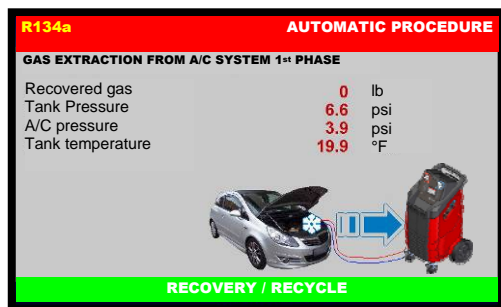 R134a AUTOMATIC PROCEDURE
GAS EXTRACTION FROM A/C SYSTEM 1st PHASE
Recovered gas 0 lb
Tank Pressure 6.6 psi
A/C pressure 3.9 psi
Tank temperature 19.9 °F
RECOVERY / RECYCLE